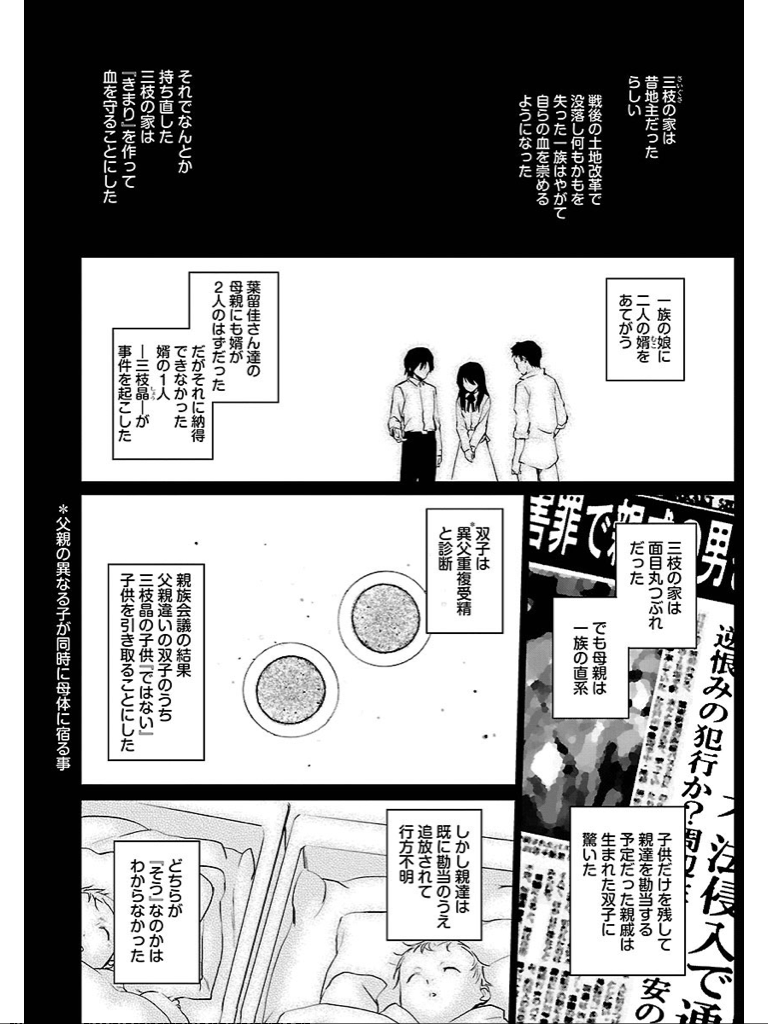 三枝の家は
昔地主だった
らしい
戦後の土地改革で
没落し何もかもを
失った一族はやがて
自らの血を崇める
ようになった
それでなんとか
持ち直した
三枝の家は
『きまり』を作って
血を守ることにした
一族の娘に
二人の婿を
あてがう
葉留佳さん達の
母親にも婿が
2人のはずだった
だがそれに納得
できなかった
婿の1人
―三枝晶―が
事件を起こした
三枝の家は
面目丸つぶれ
だった
でも母親は
一族の直系
逆恨みの犯行か?
子供だけを残して
親達を勘当する
予定だった親戚は
生まれた双子に
驚いた
双子は
*異父重複受精
と診断
親族会議の結果
父親違いの双子のうち
三枝晶の子供『ではない』
子供を引き取ることにした
*父親の異なる子が同時に母体に宿る事
しかし親達は
既に勘当のうえ
追放されて
行方不明
どちらが
『そう』なのかは
わからなかった